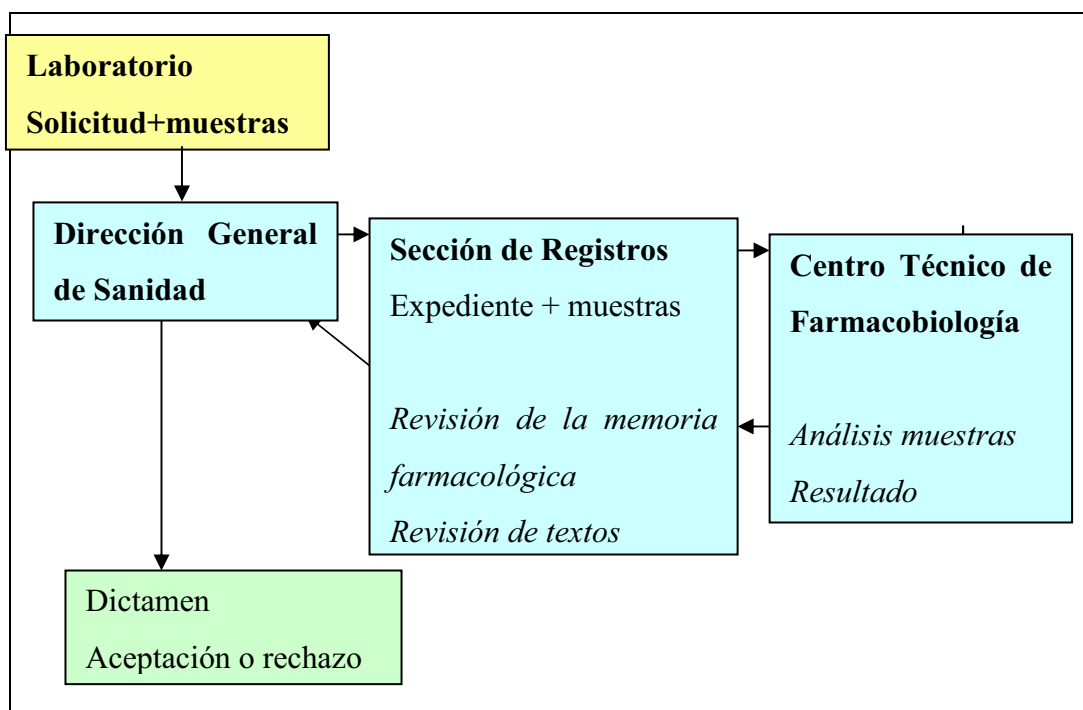 Laboratorio
Solicitud+muestras
Dirección General
de Sanidad
Sección de Registros
Expediente + muestras
Revisión de la memoria
farmacológica
Revisión de textos
Centro Técnico de
Farmacobiología
Análisis muestras
Resultado
Dictamen
Aceptación o rechazo